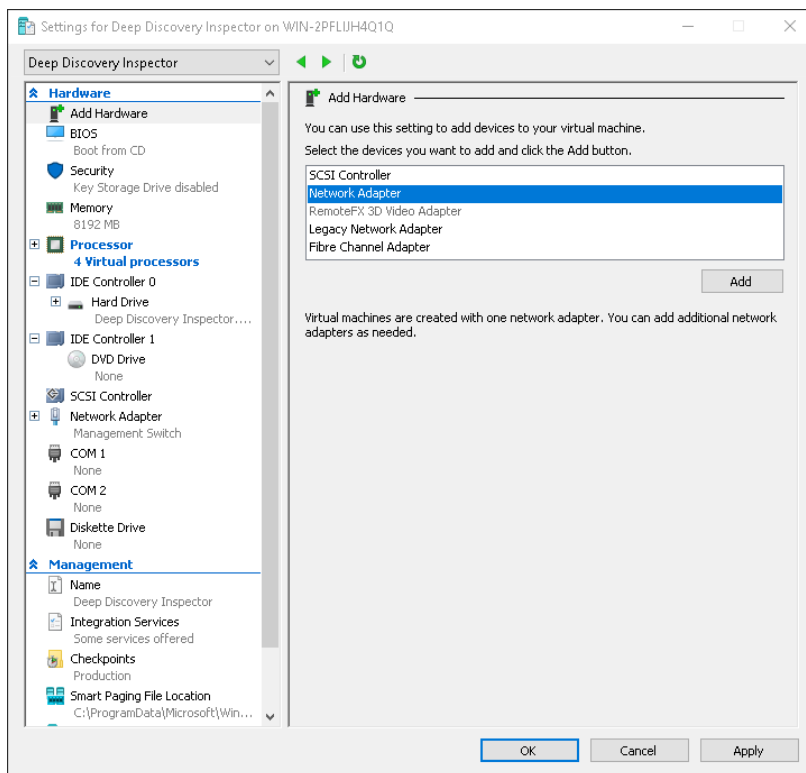 Settings for Deep Discovery Inspector on WIN-2PFLIJH4Q1Q
Deep Discovery Inspector
Hardware
Add Hardware
BIOS
Boot from CD
Security
Key Storage Drive disabled
Memory
8192 MB
Processor
4 Virtual processors
IDE Controller 0
Hard Drive
Deep Discovery Inspector....
IDE Controller 1
DVD Drive
None
SCSI Controller
Network Adapter
Management Switch
COM 1
None
COM 2
None
Diskette Drive
None
Management
Name
Deep Discovery Inspector
Integration Services
Some services offered
Checkpoints
Production
Smart Paging File Location
C:\ProgramData\Microsoft\Win...
Add Hardware
You can use this setting to add devices to your virtual machine.
Select the devices you want to add and click the Add button.
SCSI Controller
Network Adapter
RemoteFX 3D Video Adapter
Legacy Network Adapter
Fibre Channel Adapter
Add
Virtual machines are created with one network adapter. You can add additional network
adapters as needed.
OK
Cancel
Apply